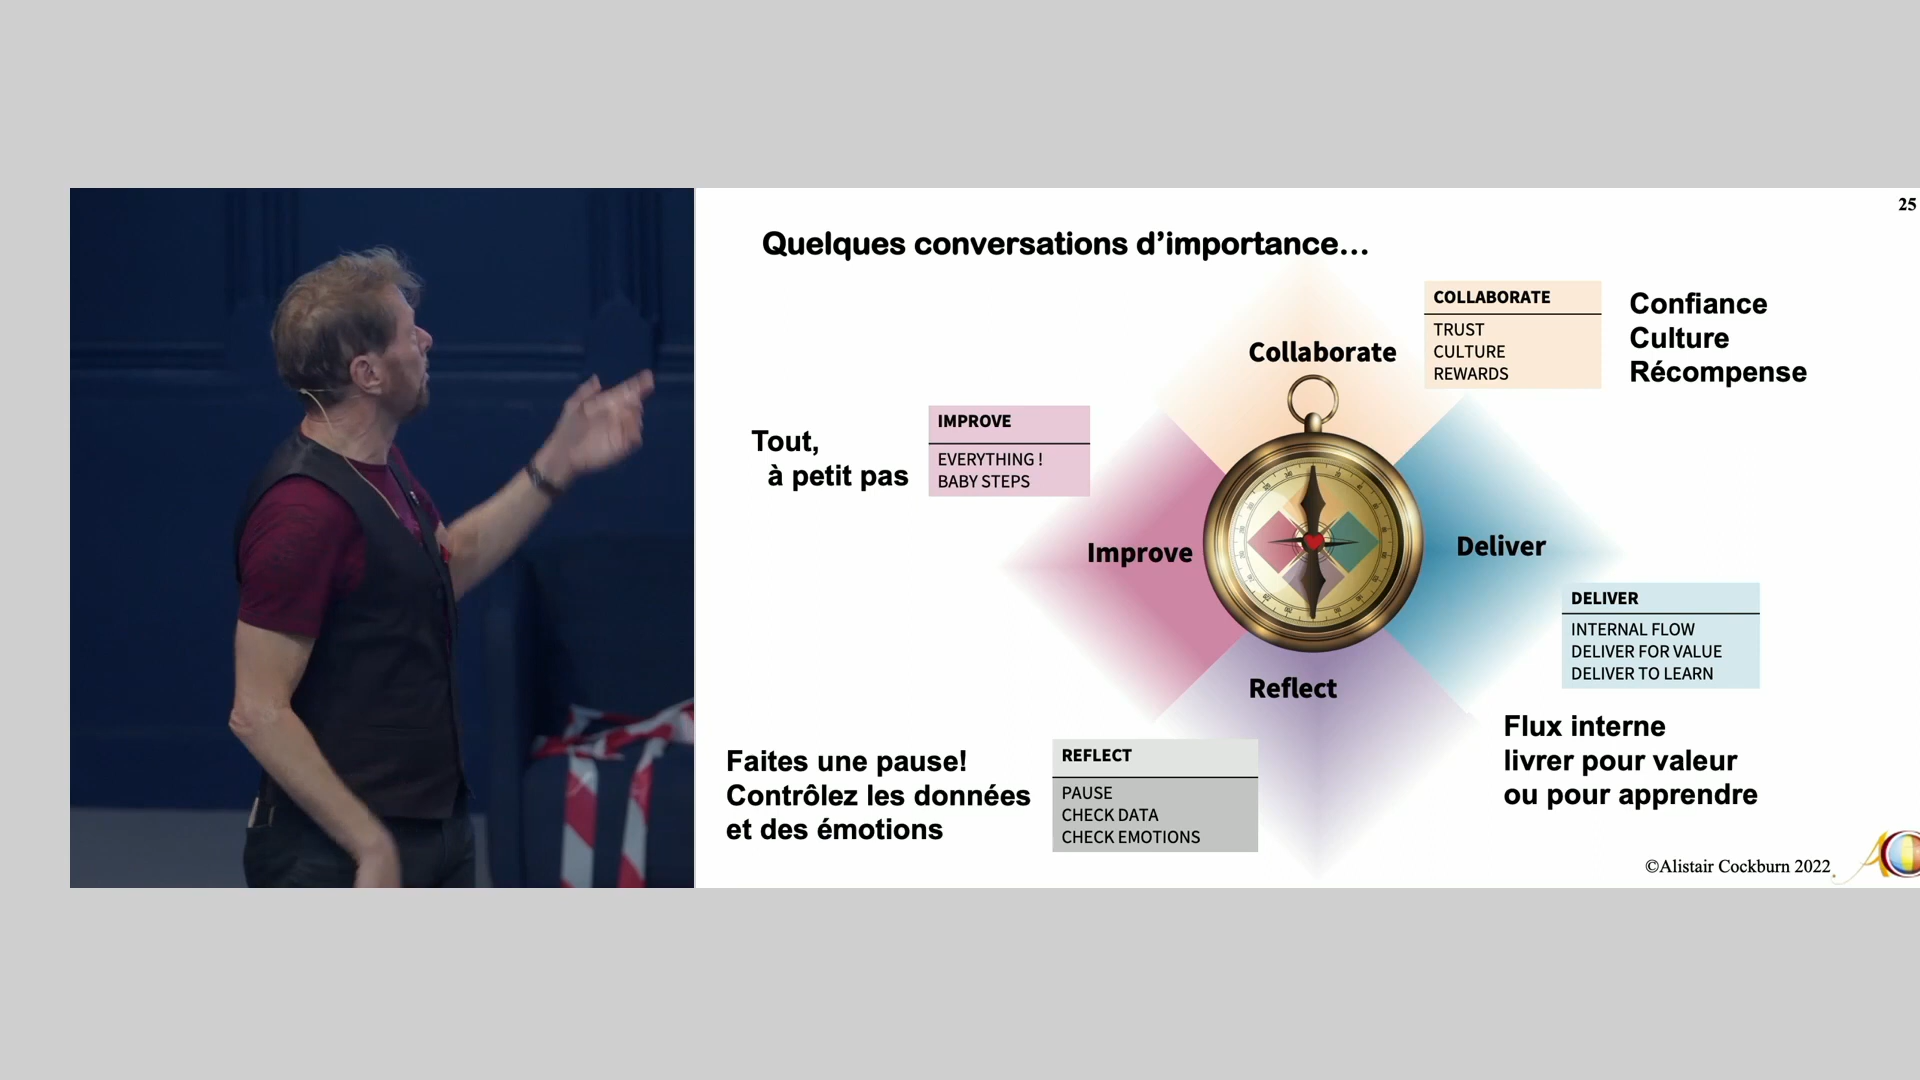 25
Quelques conversations d’importance...
COLLABORATE
TRUST
CULTURE
REWARDS
Confiance
Culture
Récompense
Collaborate
Tout,
à petit pas
IMPROVE
EVERYTHING !
BABY STEPS
Improve
Deliver
DELIVER
INTERNAL FLOW
DELIVER FOR VALUE
DELIVER TO LEARN
Flux interne
livrer pour valeur
ou pour apprendre
Reflect
Faites une pause!
Contrôlez les données
et des émotions
REFLECT
PAUSE
CHECK DATA
CHECK EMOTIONS
©Alistair Cockburn 2022